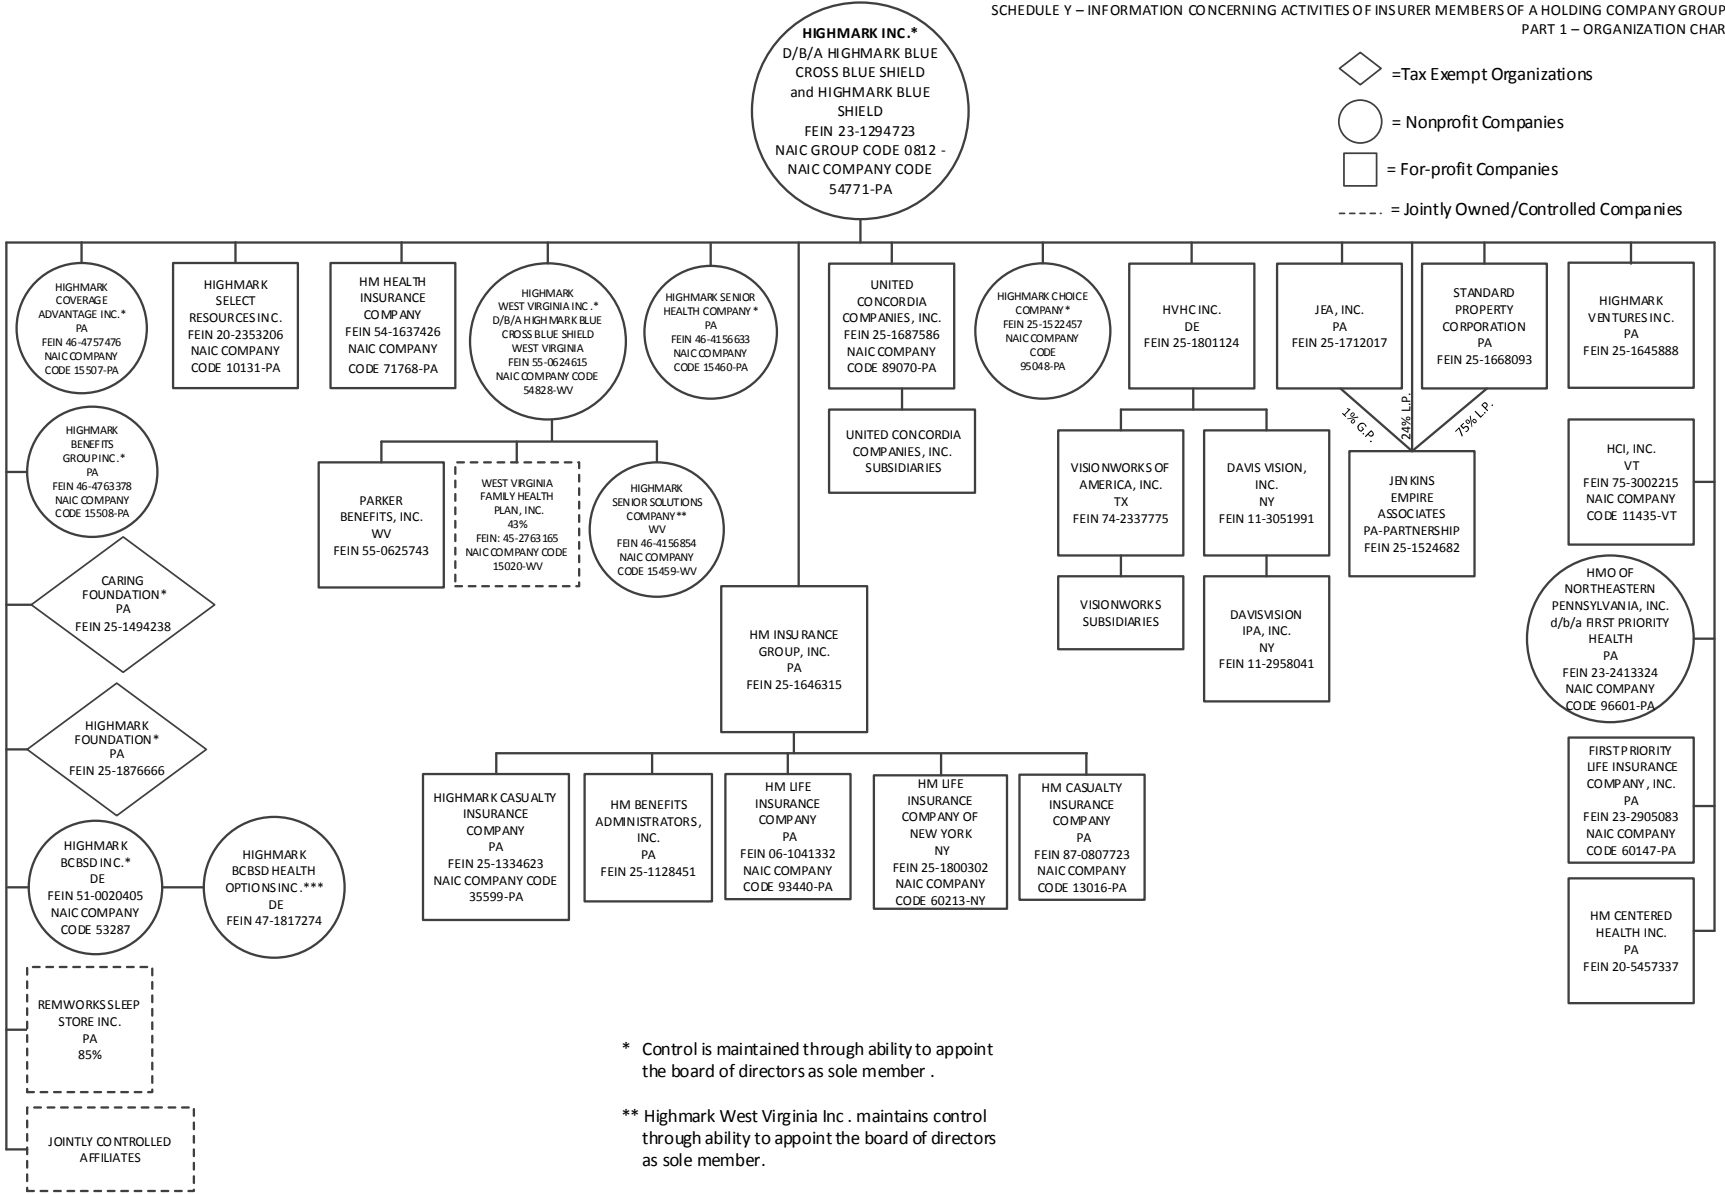 SCHEDULE Y – INFORMATION CONCERNING ACTIVITIES OF INSURER MEMBERS OF A HOLDING COMPANY GROUP
PART 1 – ORGANIZATION CHAR
=Tax Exempt Organizations
= Nonprofit Companies
= For-profit Companies
= Jointly Owned/Controlled Companies
HIGHMARK INC.*
D/B/A HIGHMARK BLUE
CROSS BLUE SHIELD
and HIGHMARK BLUE
SHIELD
FEIN 23-1294723
NAIC GROUP CODE 0812 -
NAIC COMPANY CODE
54771-PA
HIGHMARK
COVERAGE
ADVANTAGE INC.*
PA
FEIN 46-4757476
NAIC COMPANY
CODE 15507-PA
HIGHMARK
SELECT
RESOURCES INC.
FEIN 20-2353206
NAIC COMPANY
CODE 10131-PA
HM HEALTH
INSURANCE
COMPANY
FEIN 54-1637426
NAIC COMPANY
CODE 71768-PA
HIGHMARK
WEST VIRGINIA INC.*
D/B/A HIGHMARK BLUE
CROSS BLUE SHIELD
WEST VIRGINIA
FEIN 55-0624615
NAIC COMPANY CODE
54828-WV
HIGHMARK SENIOR
HEALTH COMPANY*
PA
FEIN 46-4156633
NAIC COMPANY
CODE 15460-PA
UNITED
CONCORDIA
COMPANIES, INC.
FEIN 25-1687586
NAIC COMPANY
CODE 89070-PA
HIGHMARK CHOICE
COMPANY*
FEIN 25-1522457
NAIC COMPANY
CODE
95048-PA
HVHC INC.
DE
FEIN 25-1801124
JEA, INC.
PA
FEIN 25-1712017
STANDARD
PROPERTY
CORPORATION
PA
FEIN 25-1668093
HIGHMARK
VENTURES INC.
PA
FEIN 25-1645888
1% G.P.
24% L.P.
75% L.P.
HIGHMARK
BENEFITS
GROUP INC.*
PA
FEIN 46-4763378
NAIC COMPANY
CODE 15508-PA
PARKER
BENEFITS, INC.
WV
FEIN 55-0625743
WEST VIRGINIA
FAMILY HEALTH
PLAN, INC.
43%
FEIN: 45-2763165
NAIC COMPANY CODE
15020-WV
HIGHMARK
SENIOR SOLUTIONS
COMPANY**
WV
FEIN 46-4156854
NAIC COMPANY
CODE 15459-WV
UNITED CONCORDIA
COMPANIES, INC.
SUBSIDIARIES
VISIONWORKS OF
AMERICA, INC.
TX
FEIN 74-2337775
DAVIS VISION,
INC.
NY
FEIN 11-3051991
JENKINS
EMPIRE
ASSOCIATES
PA-PARTNERSHIP
FEIN 25-1524682
HCI, INC.
VT
FEIN 75-3002215
NAIC COMPANY
CODE 11435-VT
CARING
FOUNDATION*
PA
FEIN 25-1494238
HM INSURANCE
GROUP, INC.
PA
FEIN 25-1646315
VISIONWORKS
SUBSIDIARIES
DAVISVISION
IPA, INC.
NY
FEIN 11-2958041
HMO OF
NORTHEASTERN
PENNSYLVANIA, INC.
d/b/a FIRST PRIORITY
HEALTH
PA
FEIN 23-2413324
NAIC COMPANY
CODE 96601-PA
HIGHMARK
FOUNDATION*
PA
FEIN 25-1876666
HIGHMARK CASUALTY
INSURANCE
COMPANY
PA
FEIN 25-1334623
NAIC COMPANY CODE
35599-PA
HM BENEFITS
ADMINISTRATORS,
INC.
PA
FEIN 25-1128451
HM LIFE
INSURANCE
COMPANY
PA
FEIN 06-1041332
NAIC COMPANY
CODE 93440-PA
HM LIFE
INSURANCE
COMPANY OF
NEW YORK
NY
FEIN 25-1800302
NAIC COMPANY
CODE 60213-NY
HM CASUALTY
INSURANCE
COMPANY
PA
FEIN 87-0807723
NAIC COMPANY
CODE 13016-PA
FIRST PRIORITY
LIFE INSURANCE
COMPANY, INC.
PA
FEIN 23-2905083
NAIC COMPANY
CODE 60147-PA
HIGHMARK
BCBSD INC.*
DE
FEIN 51-0020405
NAIC COMPANY
CODE 53287
HIGHMARK
BCBSD HEALTH
OPTIONS INC.***
DE
FEIN 47-1817274
HM CENTERED
HEALTH INC.
PA
FEIN 20-5457337
REMWORKS SLEEP
STORE INC.
PA
85%
JOINTLY CONTROLLED
AFFILIATES
* Control is maintained through ability to appoint
the board of directors as sole member .
** Highmark West Virginia Inc . maintains control
through ability to appoint the board of directors
as sole member.